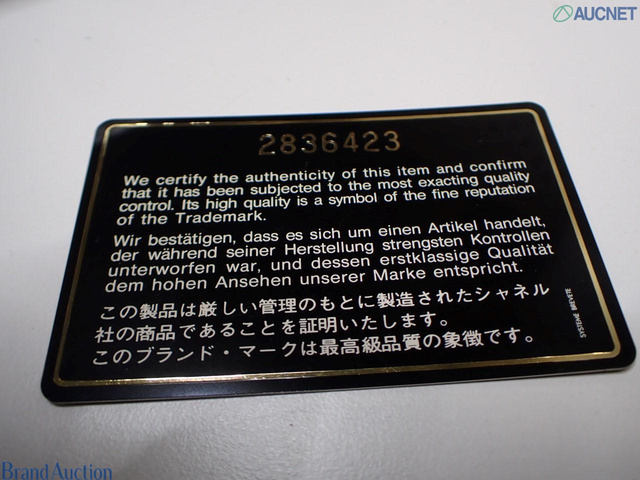 AUCNET
2836423
We certify the authenticity of this item and confirm
that it has been subjected to the most exacting quality
control. Its high quality is a symbol of the fine reputation
of the Trademark.
Wir bestätigen, dass es sich um einen Artikel handelt,
der während seiner Herstellung strengsten Kontrollen
unterworfen war, und dessen erstklassige Qualität
dem hohen Ansehen unserer Marke entspricht.
この製品は厳しい管理のもとに製造されたシャネル
社の商品であることを証明いたします。
このブランド・マークは最高級品質の象徴です。
Brand Auction